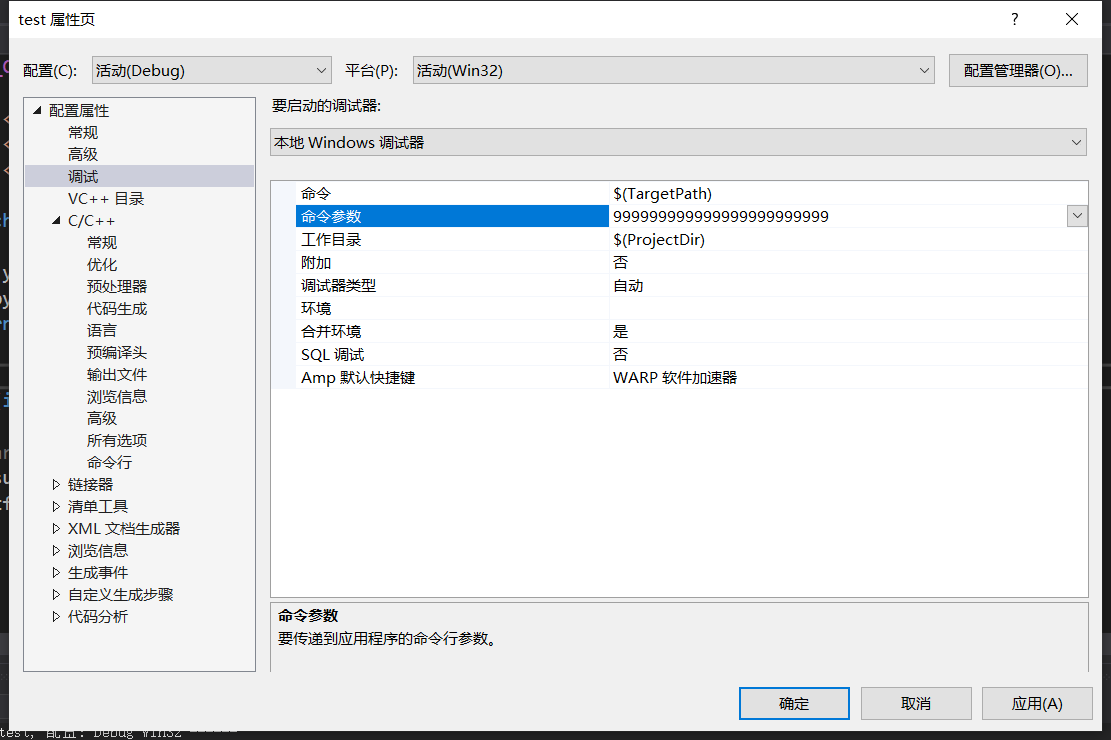 test 属性页
配置(C): 活动(Debug) 平台(P): 活动(Win32) 配置管理器(O)...
配置属性
常规
高级
调试
VC++ 目录
C/C++
常规
优化
预处理器
代码生成
语言
预编译头
输出文件
浏览信息
高级
所有选项
命令行
链接器
清单工具
XML 文档生成器
浏览信息
生成事件
自定义生成步骤
代码分析
要启动的调试器:
本地 Windows 调试器
命令 $(TargetPath)
命令参数 999999999999999999999999
工作目录 $(ProjectDir)
附加 否
调试器类型 自动
环境
合并环境 是
SQL 调试 否
Amp 默认快捷键 WARP 软件加速器
命令参数
要传递到应用程序的命令行参数。
确定 取消 应用(A)
test, 配置: Debug Win32 ------